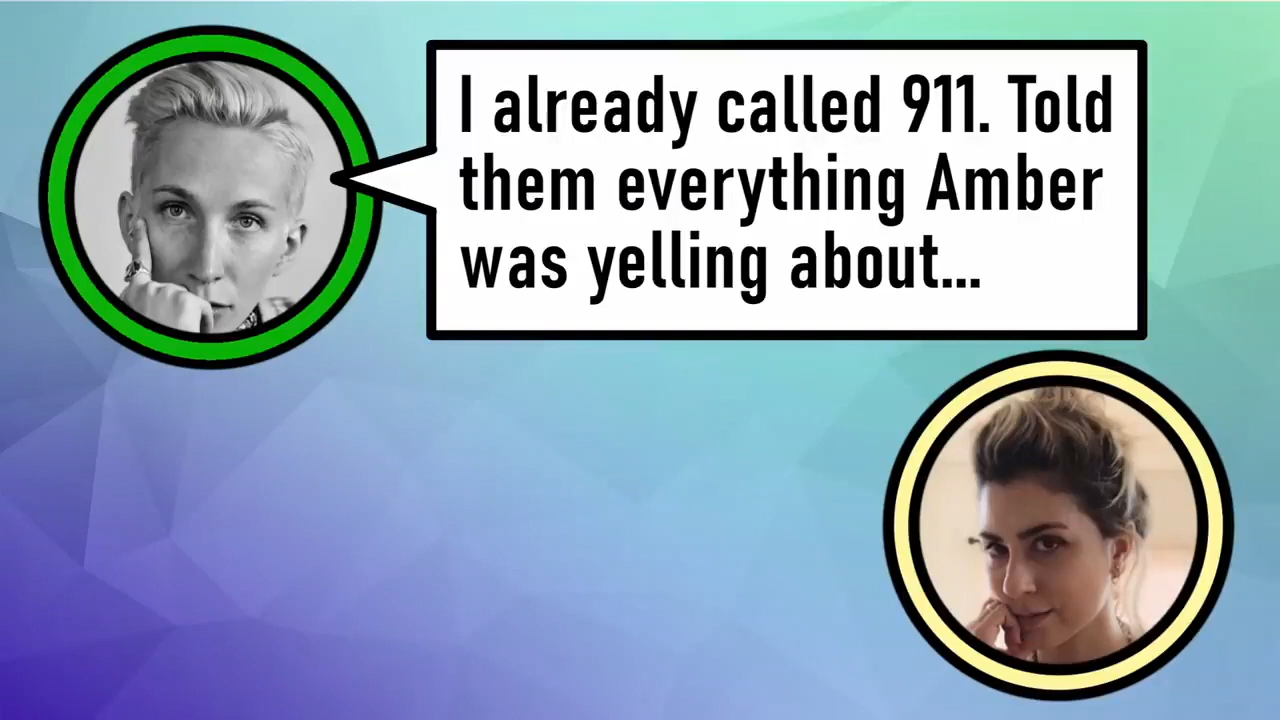 I already called 911. Told
them everything Amber
was yelling about...